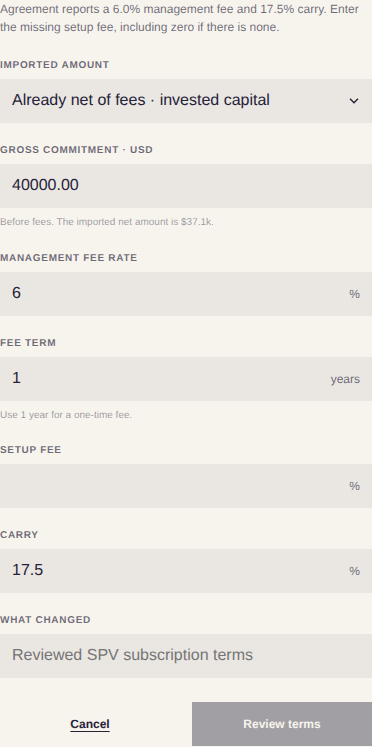 Agreement reports a 6.0% management fee and 17.5% carry. Enter
the missing setup fee, including zero if there is none.
IMPORTED AMOUNT
Already net of fees · invested capital
GROSS COMMITMENT · USD
40000.00
Before fees. The imported net amount is $37.1k.
MANAGEMENT FEE RATE
6 %
FEE TERM
1 years
Use 1 year for a one-time fee.
SETUP FEE
%
CARRY
17.5 %
WHAT CHANGED
Reviewed SPV subscription terms
Cancel Review terms